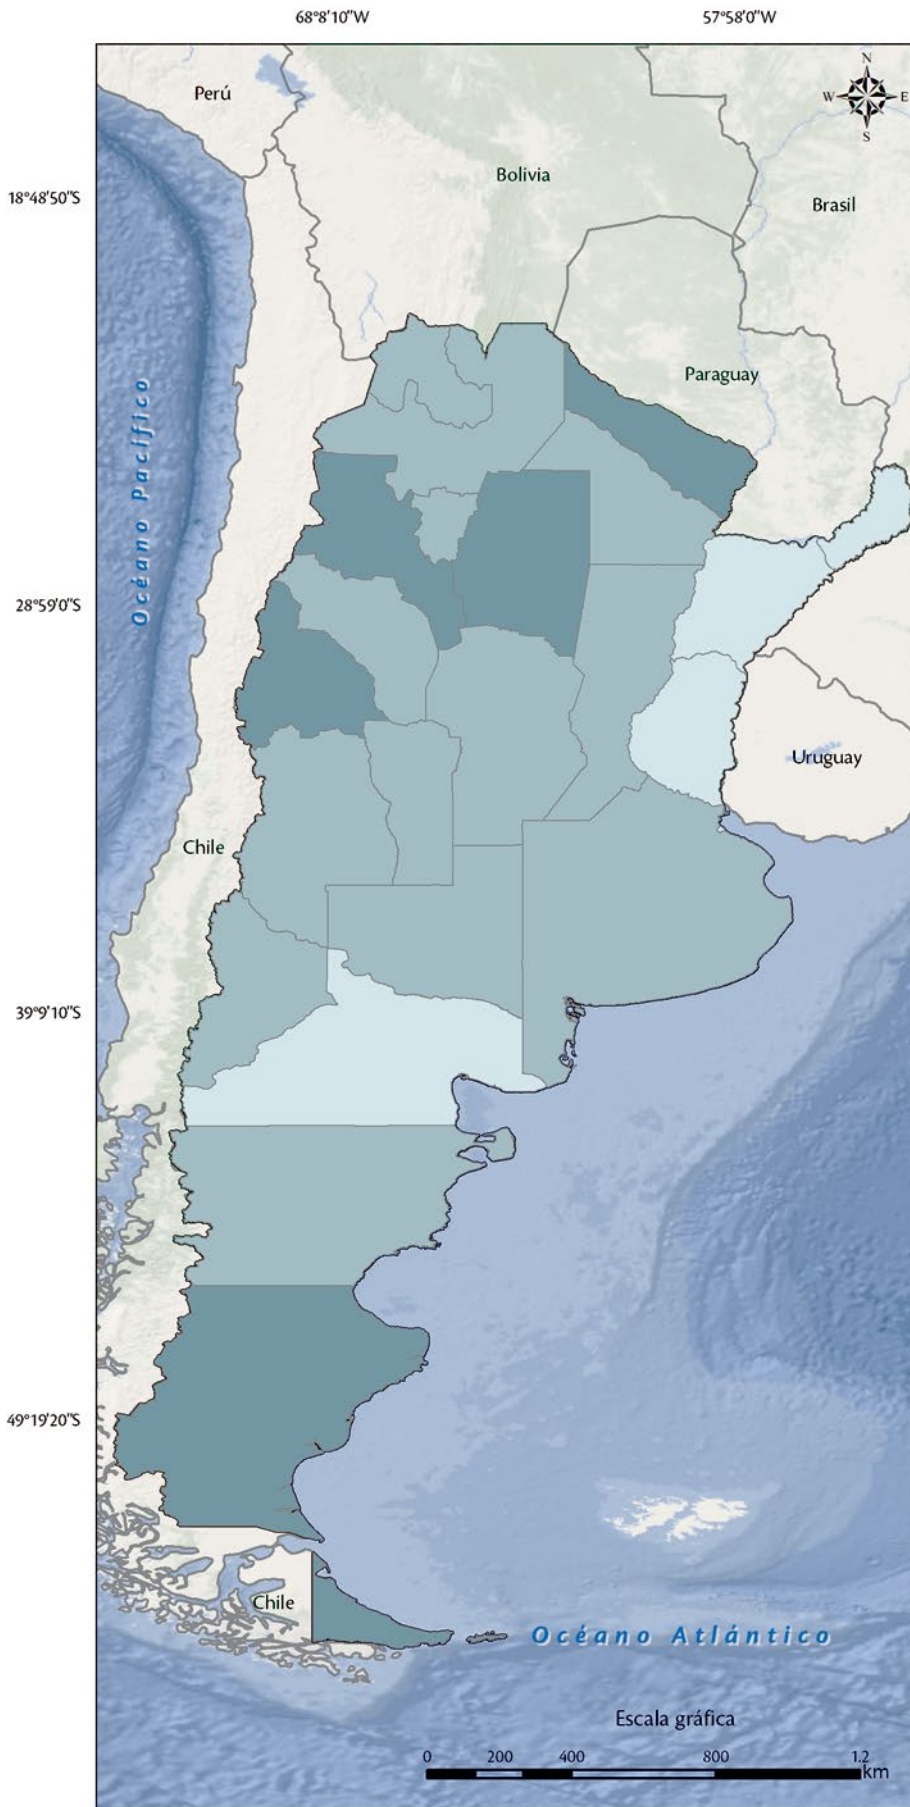 68°8'10"W
57°58'0"W
N
W
E
S
Perú
Bolivia
18°48'50"S
Brasil
Paraguay
Océano Pacífico
28°59'0"S
Uruguay
Chile
39°9'10"S
49°19'20"S
Chile
Océano Atlántico
Escala gráfica
0 200 400 800 1.2
km